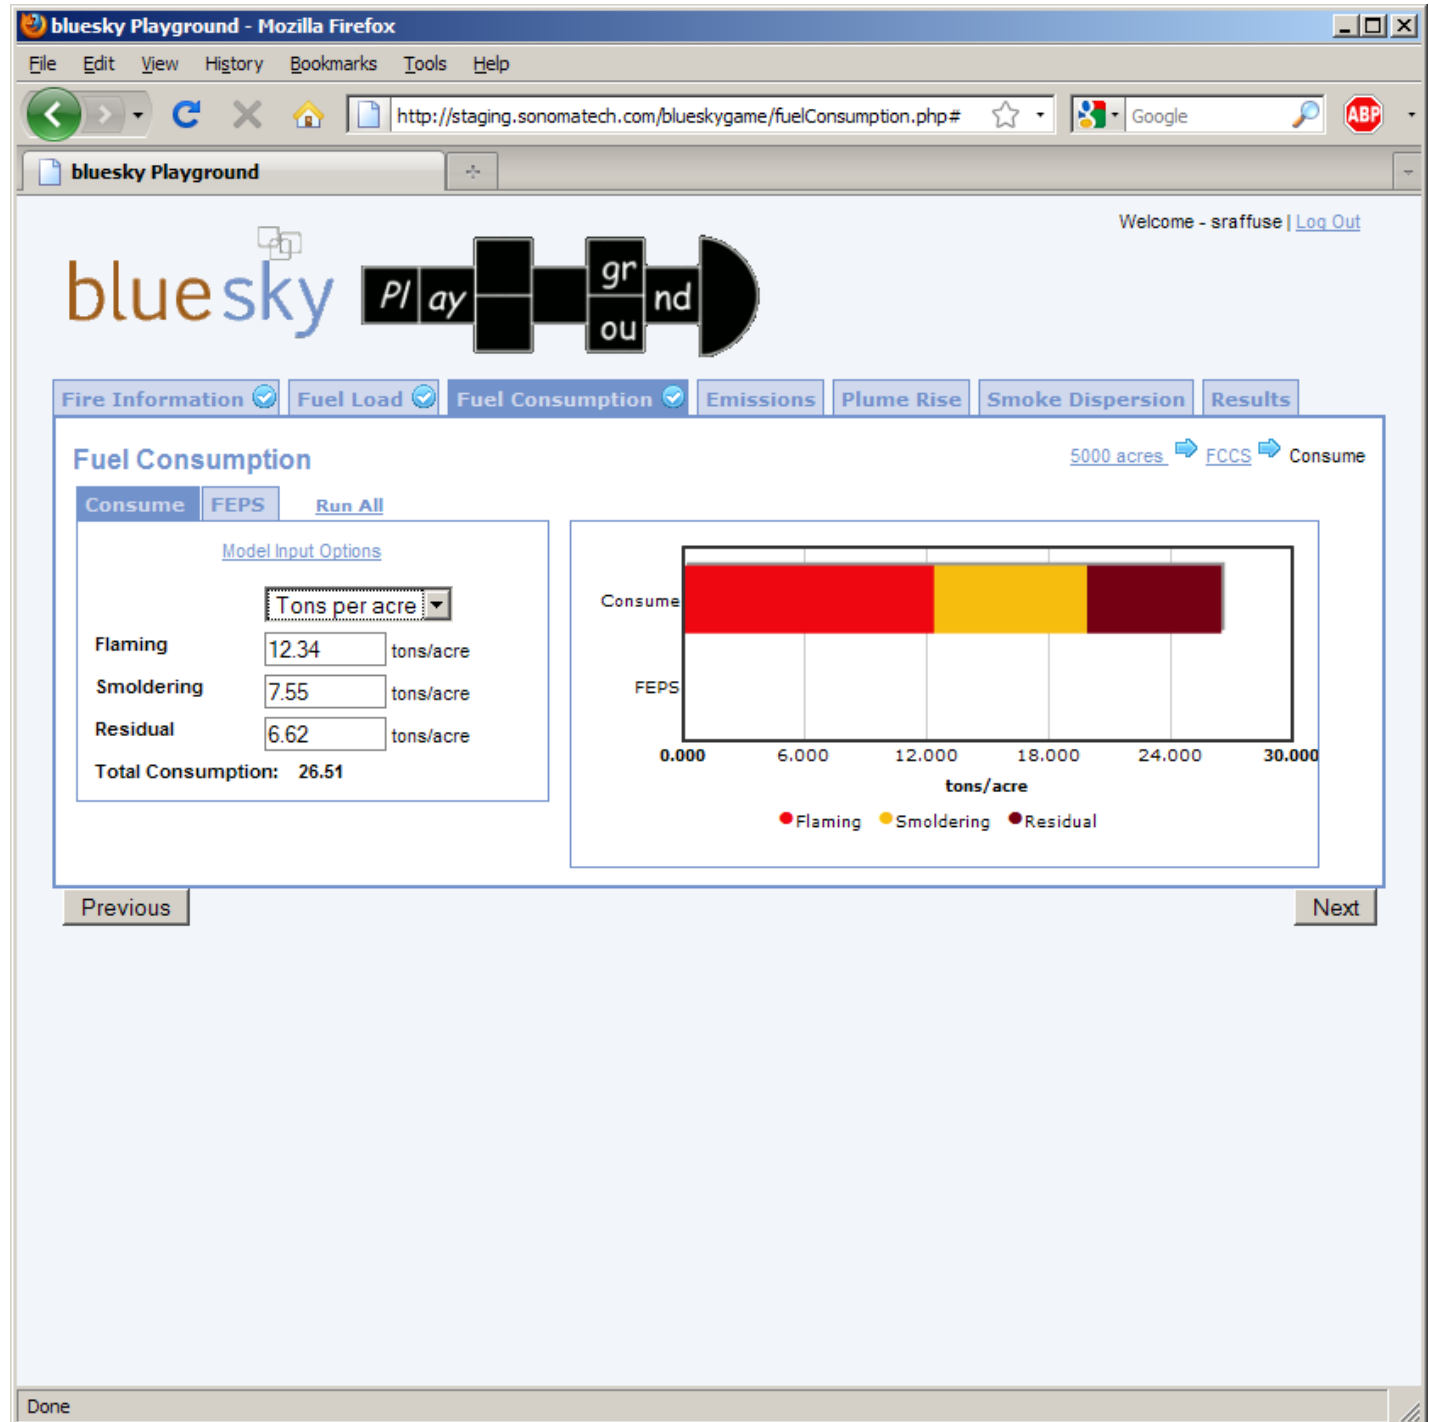 bluesky Playground - Mozilla Firefox
File Edit View History Bookmarks Tools Help
http://staging.sonomatech.com/blueskygame/fuelConsumption.php# Google ABP
bluesky Playground
Welcome - sraffuse | Log Out
bluesky Pl ay gr ou nd
Fire Information Fuel Load Fuel Consumption Emissions Plume Rise Smoke Dispersion Results
Fuel Consumption
5000 acres FCCS Consume
Consume FEPS Run All
Model Input Options
Tons per acre
Flaming 12.34 tons/acre
Smoldering 7.55 tons/acre
Residual 6.62 tons/acre
Total Consumption: 26.51
Consume
FEPS
0.000 6.000 12.000 18.000 24.000 30.000
tons/acre
Flaming Smoldering Residual
Previous Next
Done